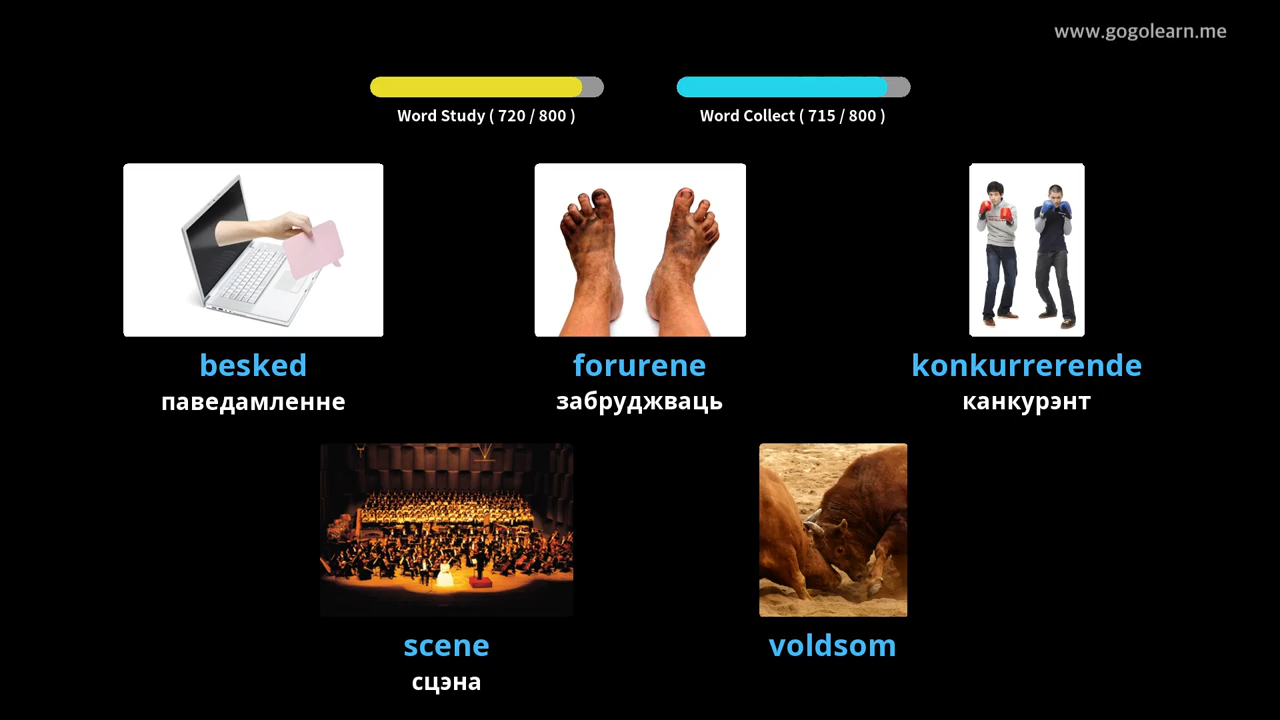 www.gogolearn.me
Word Study ( 720 / 800 )
Word Collect ( 715 / 800 )
besked
паведамленне
forurene
забруджваць
konkurrerende
канкурэнт
scene
сцэна
voldsom